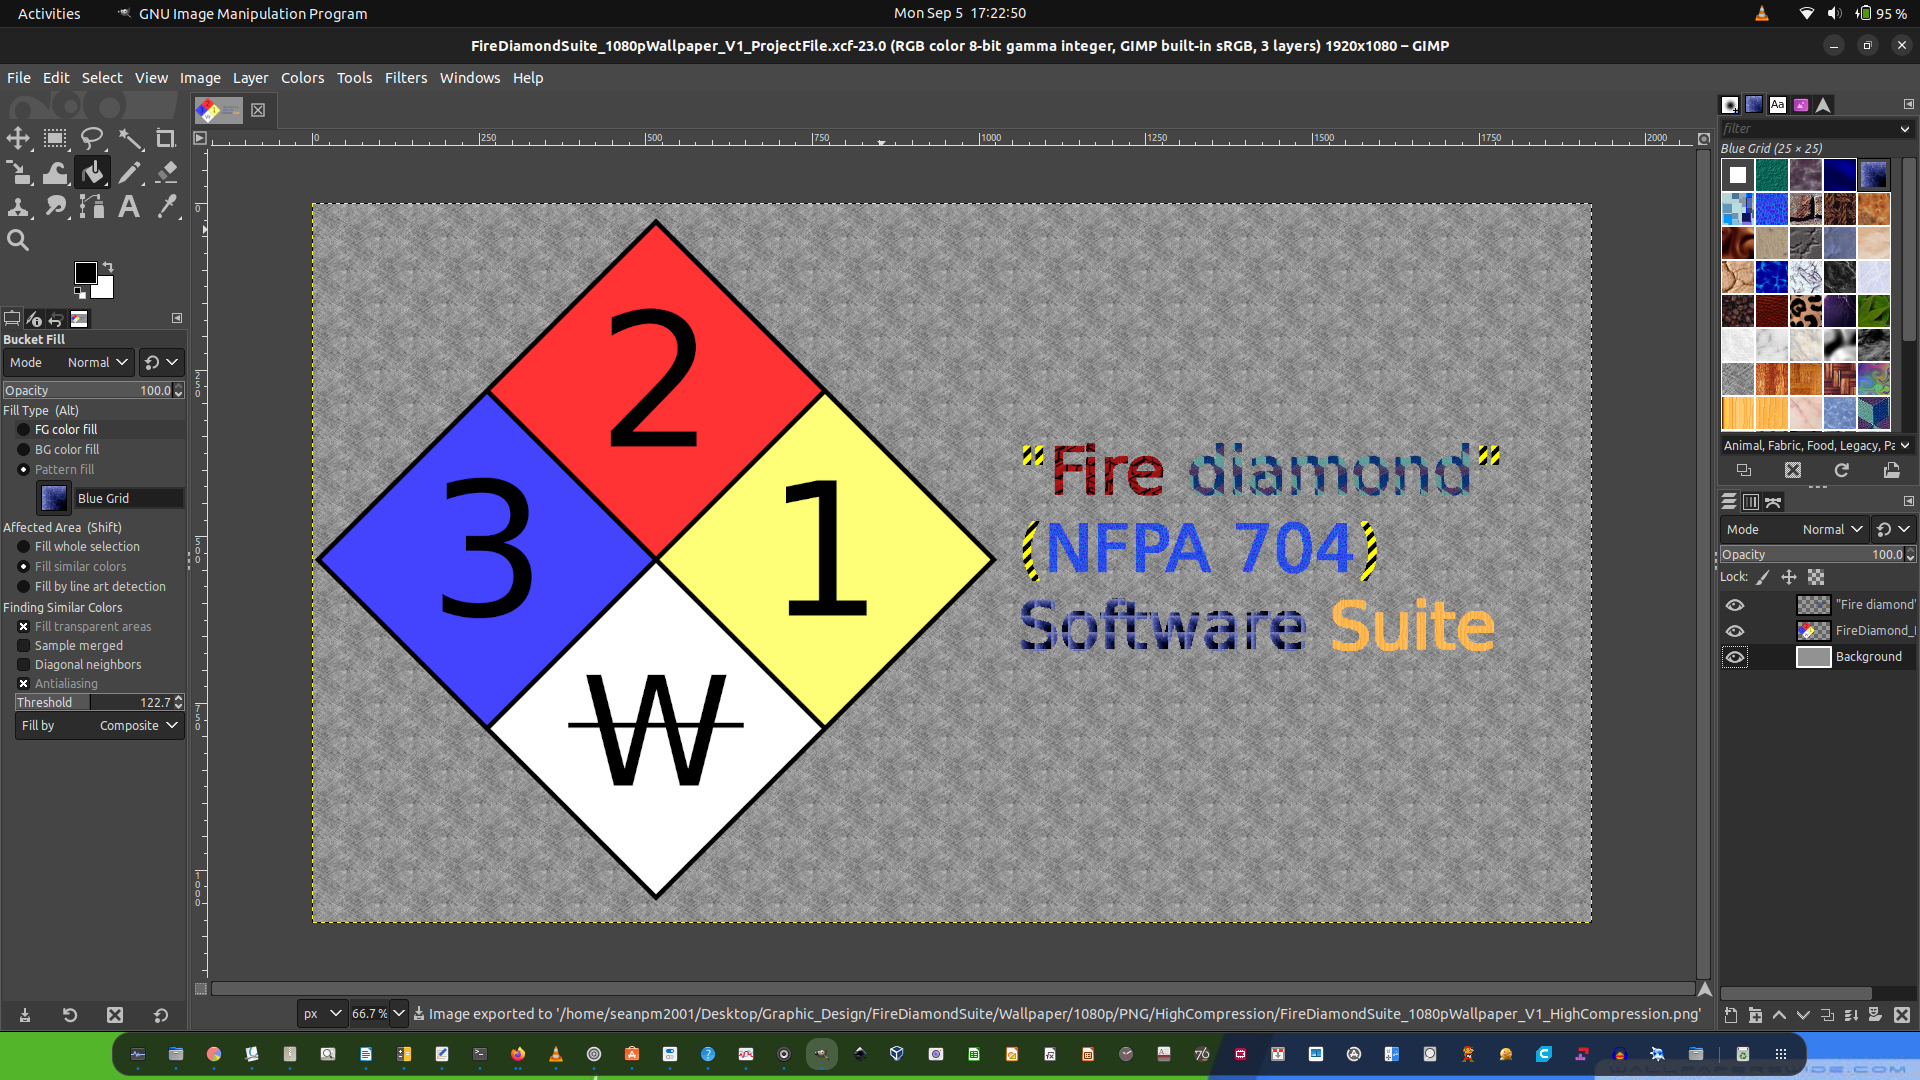 Activities
GNU Image Manipulation Program
Mon Sep 5 17:22:50
95 %
FireDiamondSuite_1080pWallpaper_V1_ProjectFile.xcf-23.0 (RGB color 8-bit gamma integer, GIMP built-in sRGB, 3 layers) 1920x1080 – GIMP
File Edit Select View Image Layer Colors Tools Filters Windows Help
0 250 500 750 1000 1250 1500 1750 2000
0
250
500
750
1000
Bucket Fill
Mode Normal
Opacity 100.0
Fill Type (Alt)
FG color fill
BG color fill
Pattern fill
Blue Grid
Affected Area (Shift)
Fill whole selection
Fill similar colors
Fill by line art detection
Finding Similar Colors
Fill transparent areas
Sample merged
Diagonal neighbors
Antialiasing
Threshold 122.7
Fill by Composite
2
3
1
W
"Fire diamond"
(NFPA 704)
Software Suite
Aa
filter
Blue Grid (25 × 25)
Animal, Fabric, Food, Legacy, Pa
Mode Normal
Opacity 100.0
Lock:
"Fire diamond"
FireDiamond_
Background
px 66.7 % Image exported to '/home/seanpm2001/Desktop/Graphic_Design/FireDiamondSuite/Wallpaper/1080p/PNG/HighCompression/FireDiamondSuite_1080pWallpaper_V1_HighCompression.png'
76